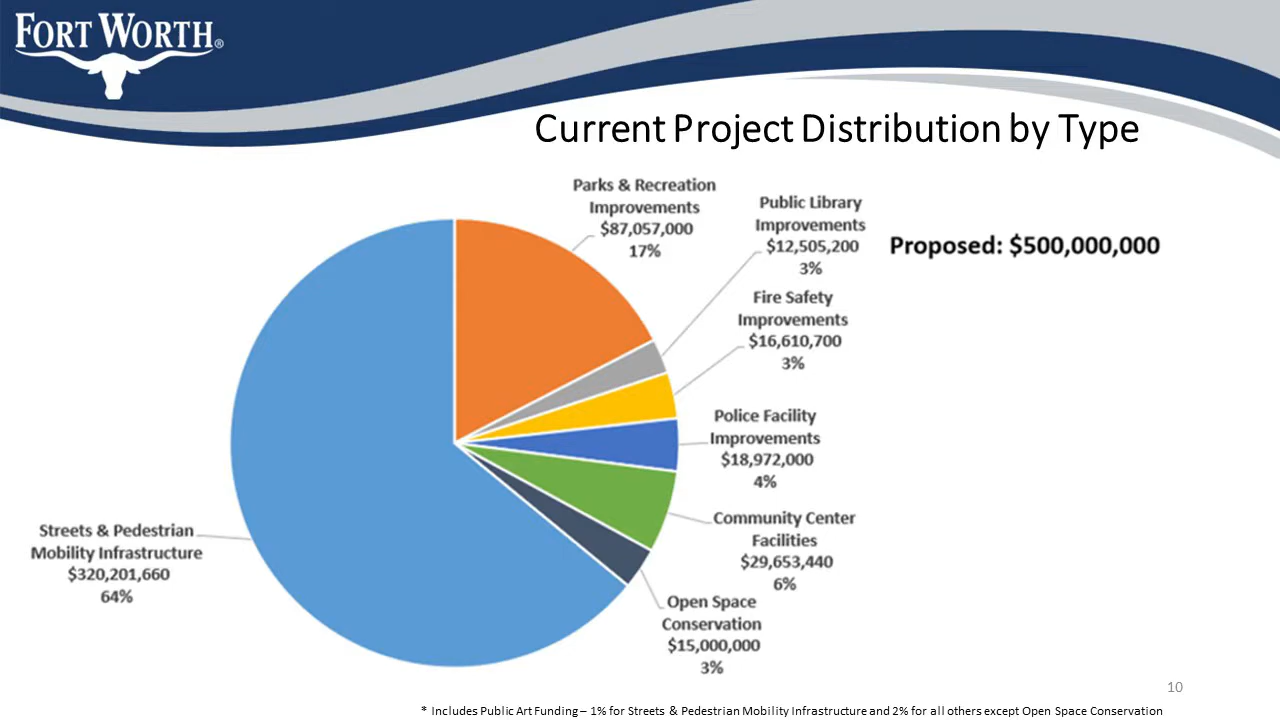 FORT WORTH®
Current Project Distribution by Type
Parks & Recreation
Improvements
$87,057,000
17%
Public Library
Improvements
$12,505,200
3%
Proposed: $500,000,000
Fire Safety
Improvements
$16,610,700
3%
Police Facility
Improvements
$18,972,000
4%
Community Center
Facilities
$29,653,440
6%
Open Space
Conservation
$15,000,000
3%
Streets & Pedestrian
Mobility Infrastructure
$320,201,660
64%
10
* Includes Public Art Funding – 1% for Streets & Pedestrian Mobility Infrastructure and 2% for all others except Open Space Conservation